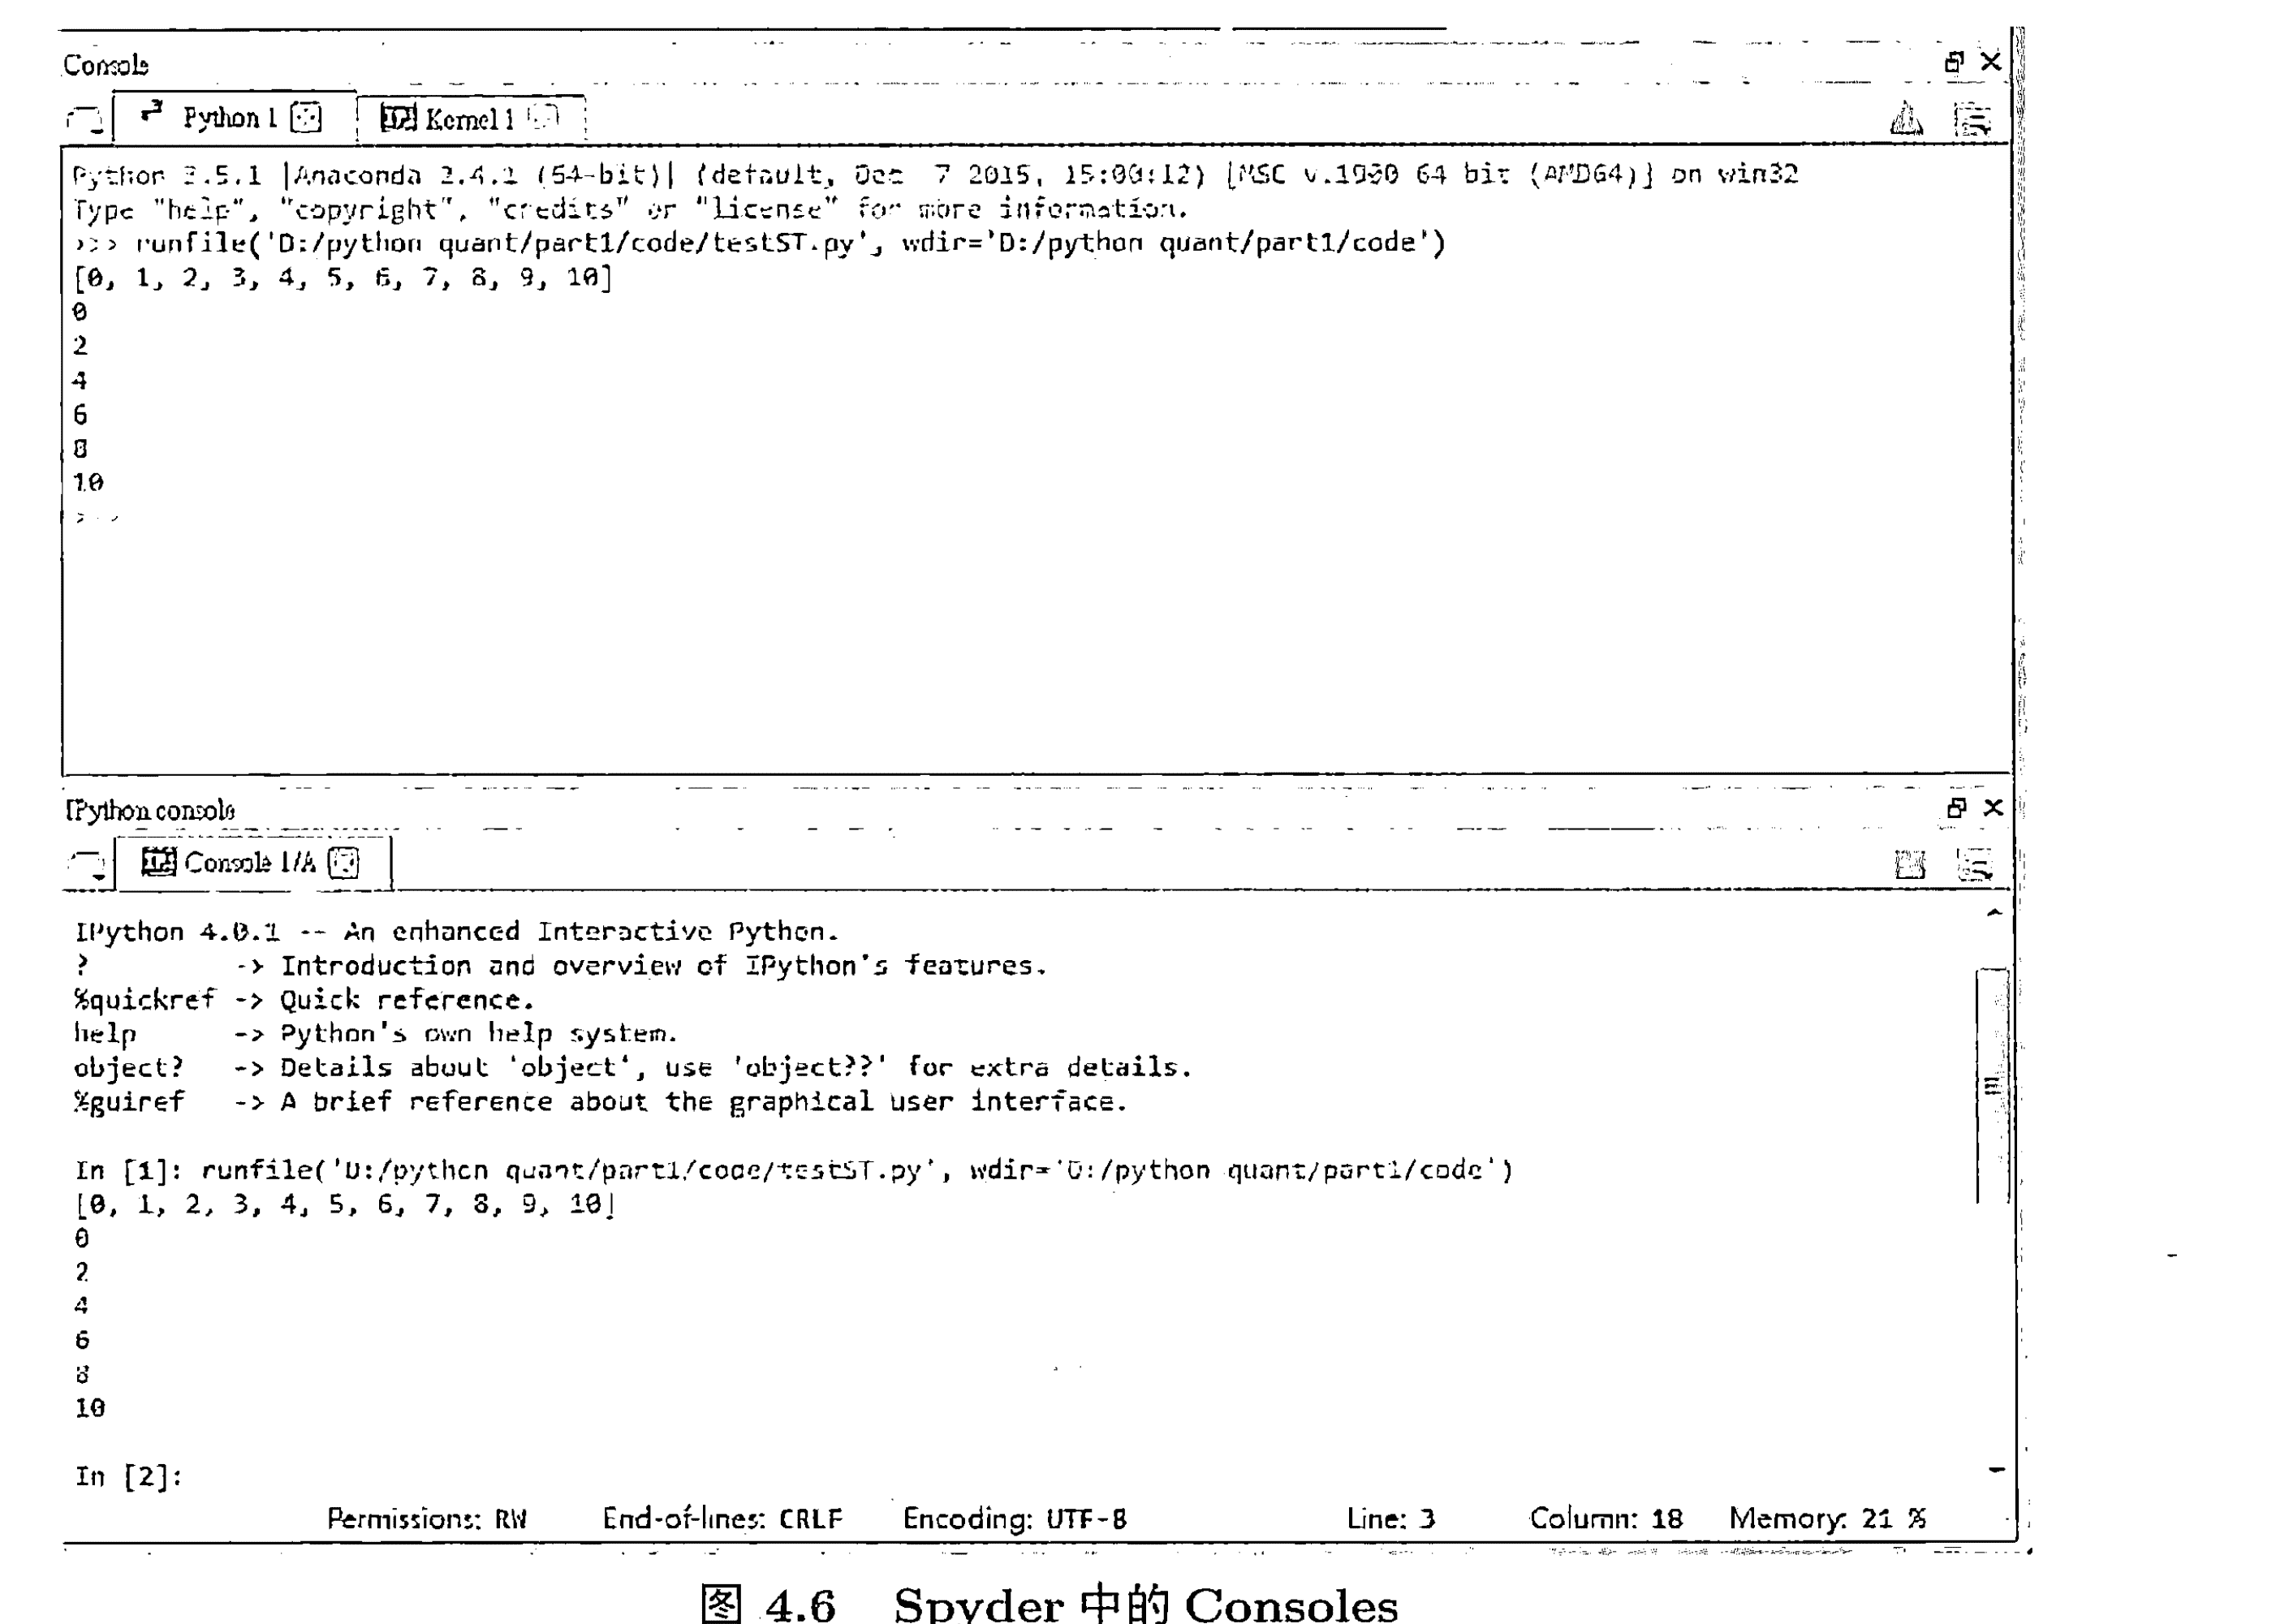 Console
Python 1 Kernel 1
Python 3.5.1 |Anaconda 2.4.1 (64-bit)| (default, Dec  7 2015, 15:00:12) [MSC v.1900 64 bit (AMD64)] on win32
Type "help", "copyright", "credits" or "license" for more information.
>>> runfile('D:/python quant/part1/code/testST.py', wdir='D:/python quant/part1/code')
[0, 1, 2, 3, 4, 5, 6, 7, 8, 9, 10]
0
2
4
6
8
10
>>>
IPython console
Console 1/A
IPython 4.0.1 -- An enhanced Interactive Python.
?         -> Introduction and overview of IPython's features.
%quickref -> Quick reference.
help      -> Python's own help system.
object?   -> Details about 'object', use 'object??' for extra details.
%guiref   -> A brief reference about the graphical user interface.
In [1]: runfile('D:/python quant/part1/code/testST.py', wdir='D:/python quant/part1/code')
[0, 1, 2, 3, 4, 5, 6, 7, 8, 9, 10]
0
2
4
6
8
10
In [2]:
Permissions: RW End-of-lines: CRLF Encoding: UTF-8 Line: 3 Column: 18 Memory: 21 %
图 4.6 Spyder 中的 Consoles